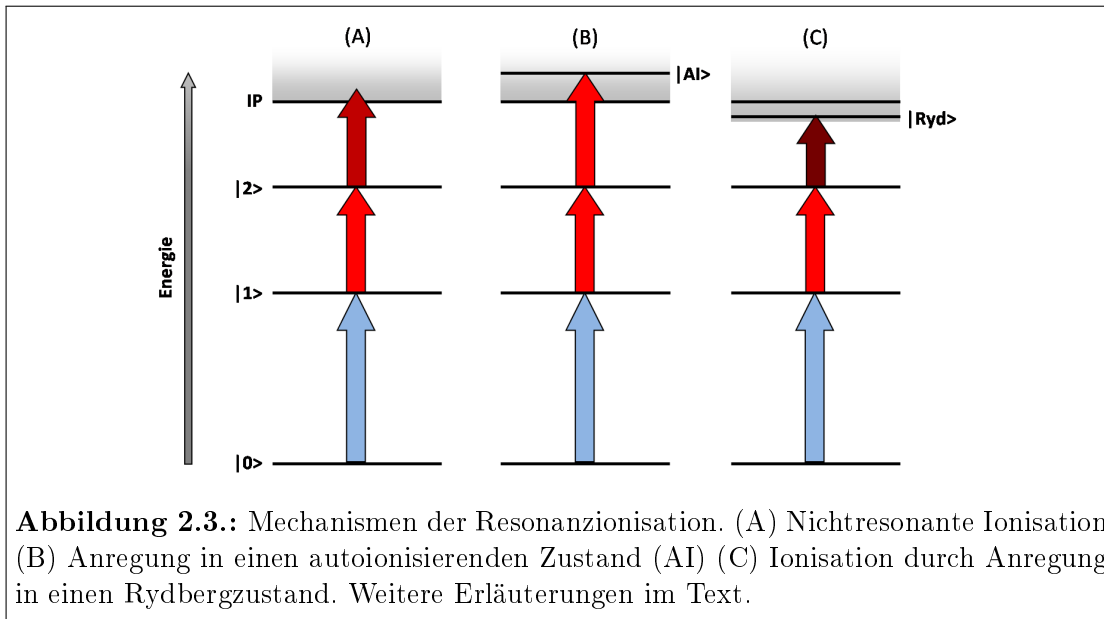 (A)
(B)
(C)
|AI>
IP
|Ryd>
|2>
Energie
|1>
|0>
Abbildung 2.3.: Mechanismen der Resonanzionisation. (A) Nichtresonante Ionisation
(B) Anregung in einen autoionisierenden Zustand (AI) (C) Ionisation durch Anregung
in einen Rydbergzustand. Weitere Erläuterungen im Text.